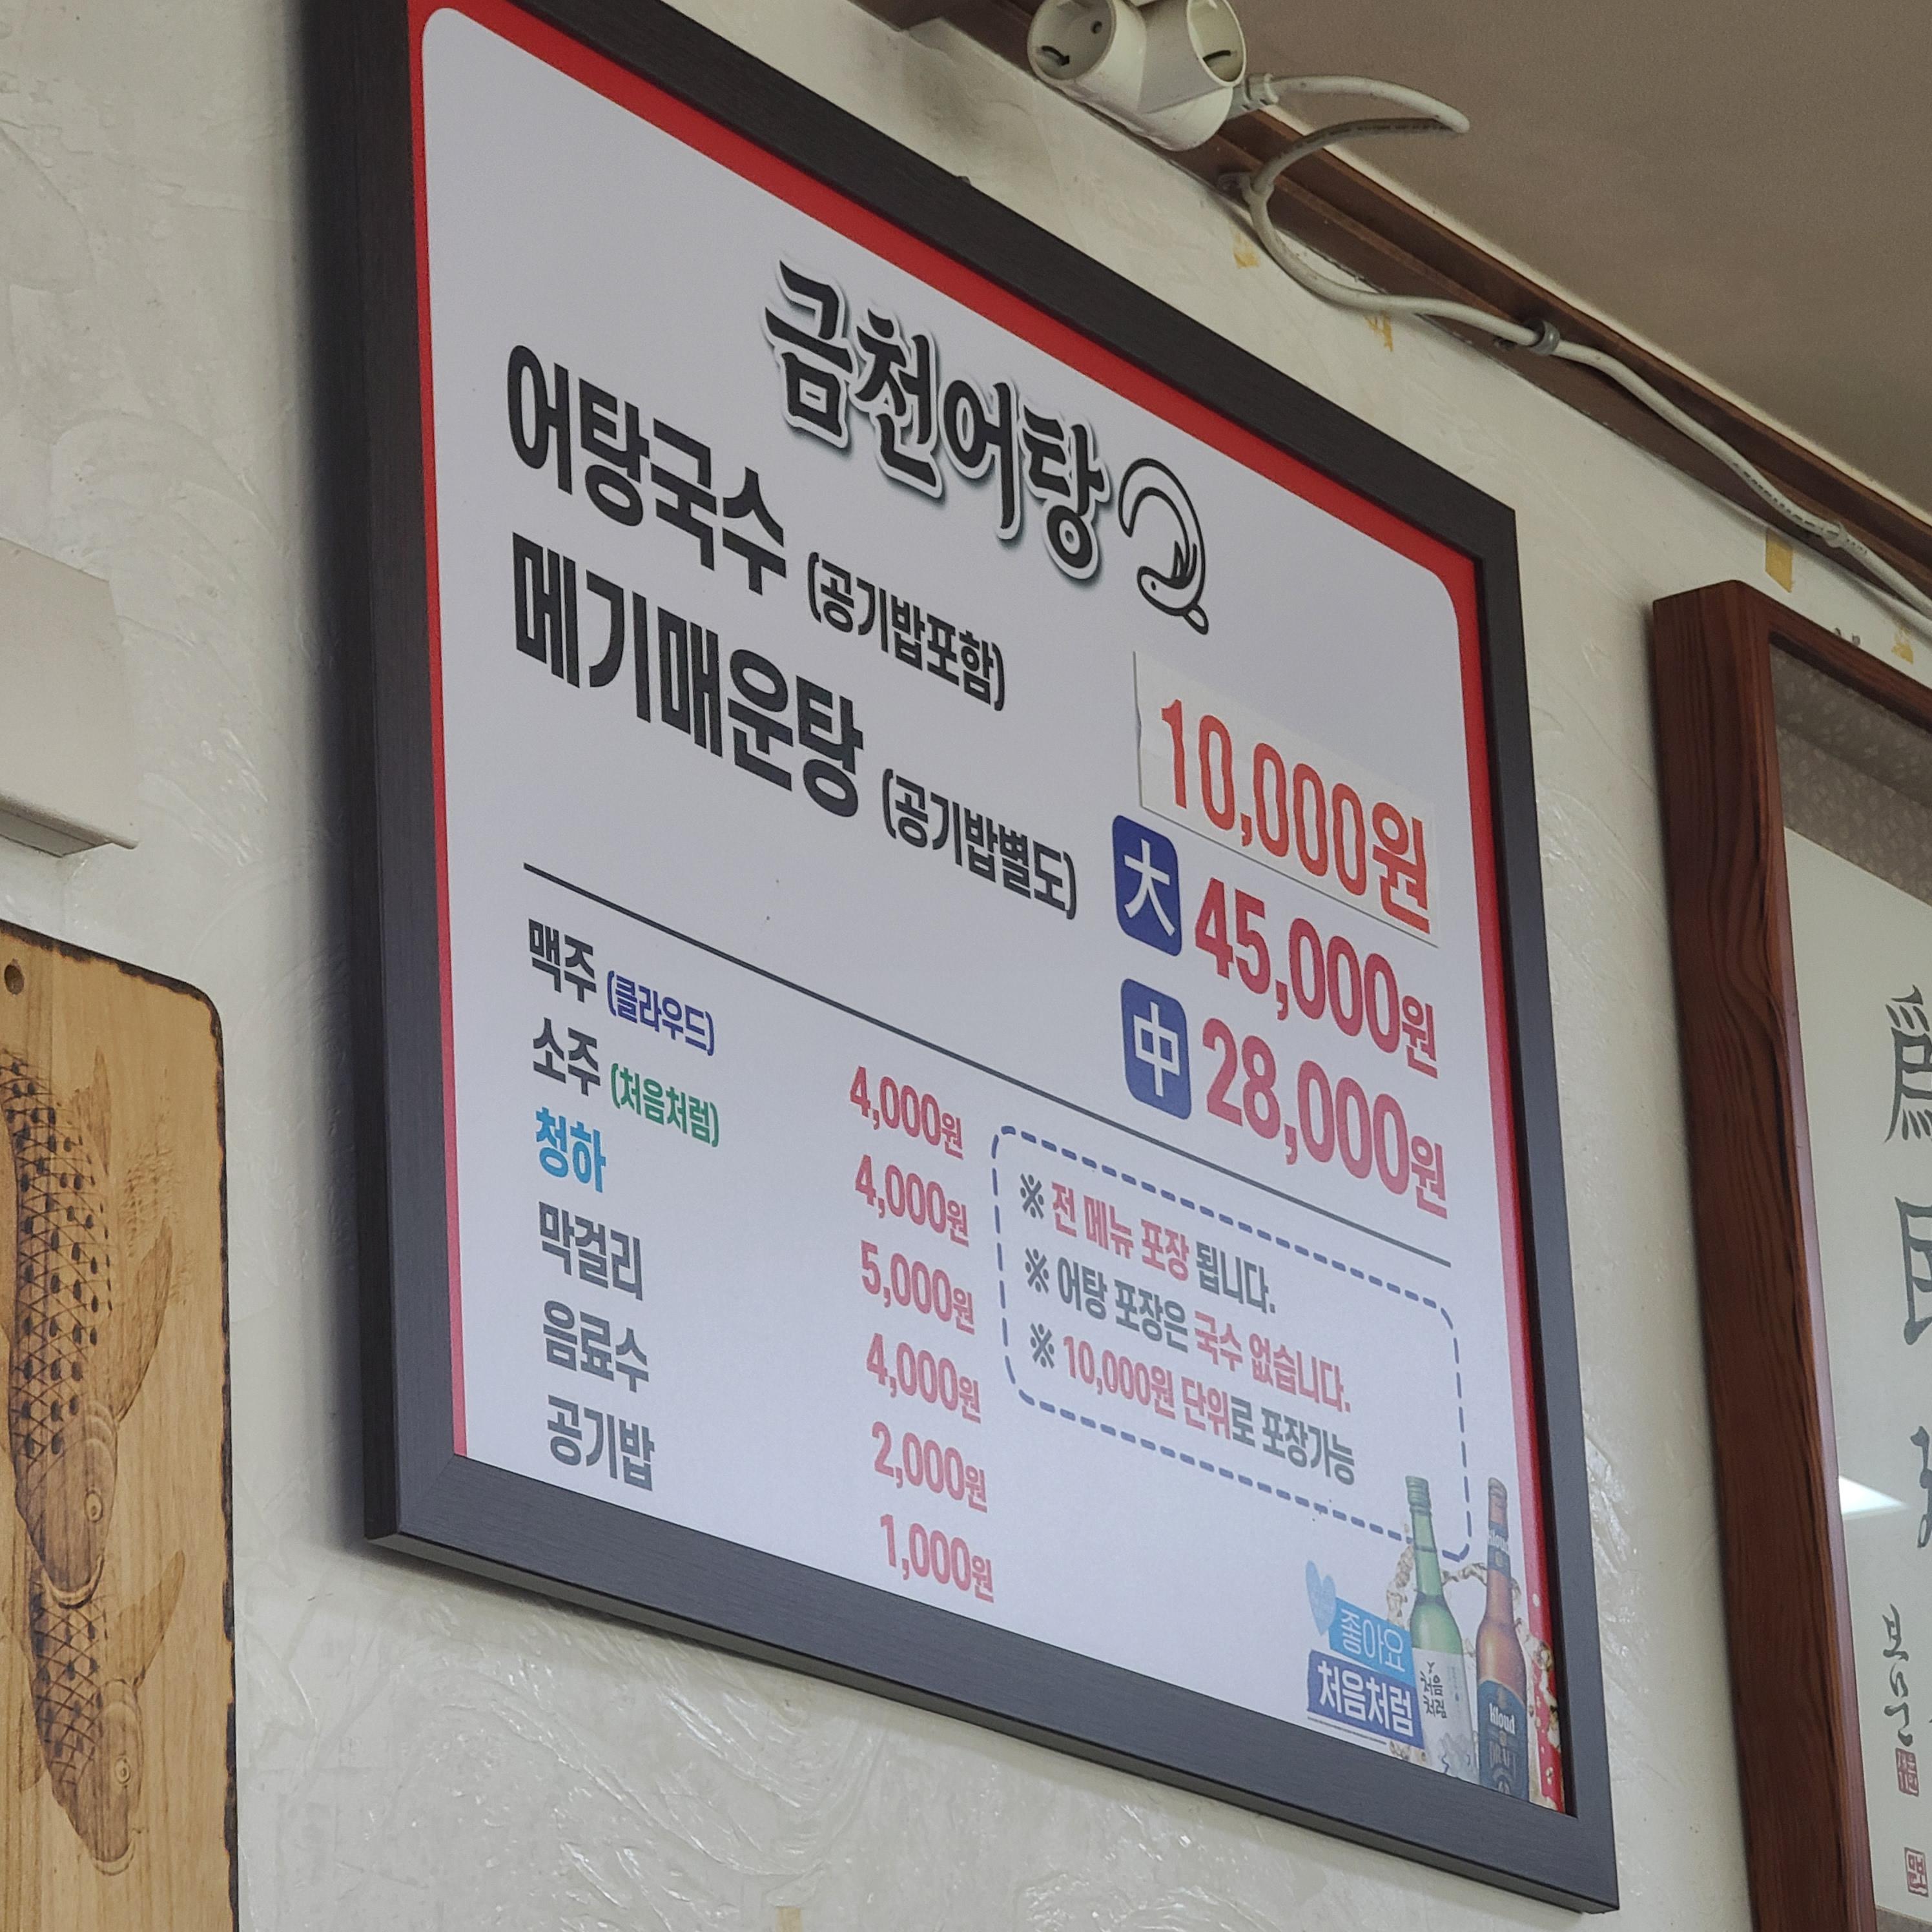 금천어탕
어탕국수 (공기밥포함) 10,000원
메기매운탕 (공기밥별도) 大 45,000원
中 28,000원
맥주 (클라우드) 4,000원
소주 (처음처럼) 4,000원
청하 5,000원
막걸리 4,000원
음료수 2,000원
공기밥 1,000원
※ 전 메뉴 포장 됩니다.
※ 어탕 포장은 국수 없습니다.
※ 10,000원 단위로 포장가능
좋아요
처음처럼
처음
처럼
Kloud